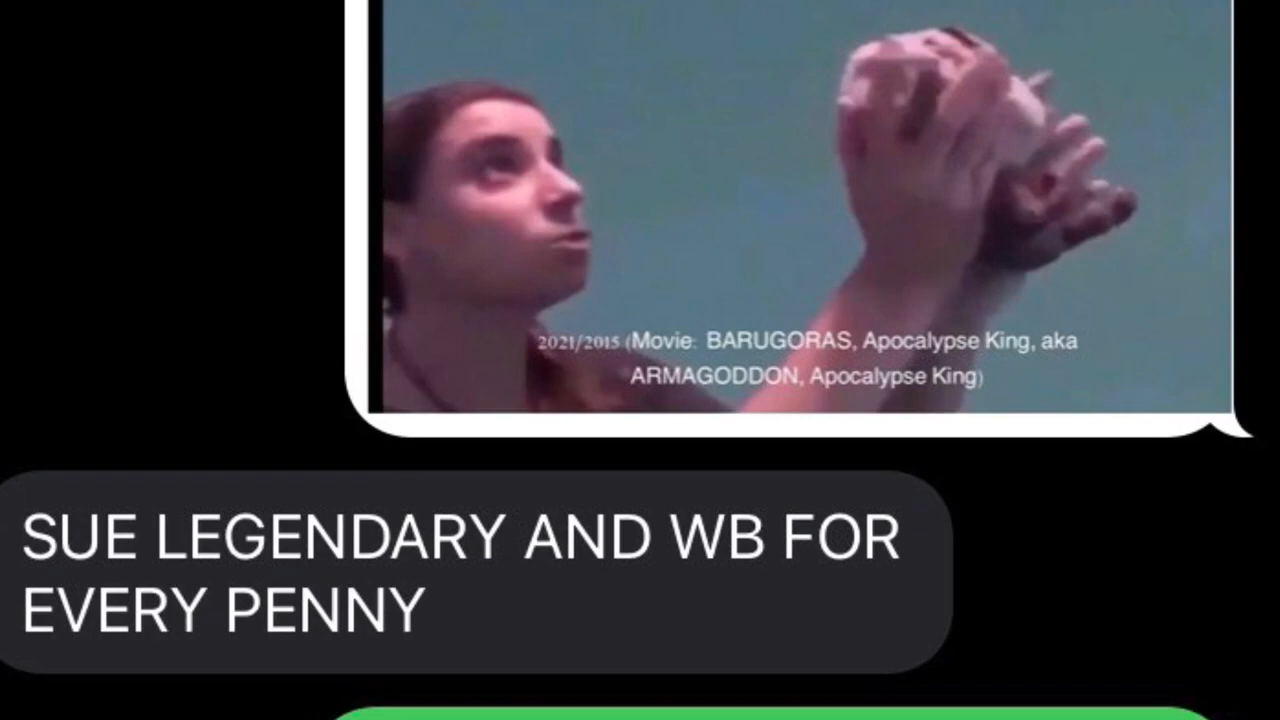 2021/2015 (Movie: BARUGORAS, Apocalypse King, aka
ARMAGODDON, Apocalypse King)
SUE LEGENDARY AND WB FOR
EVERY PENNY